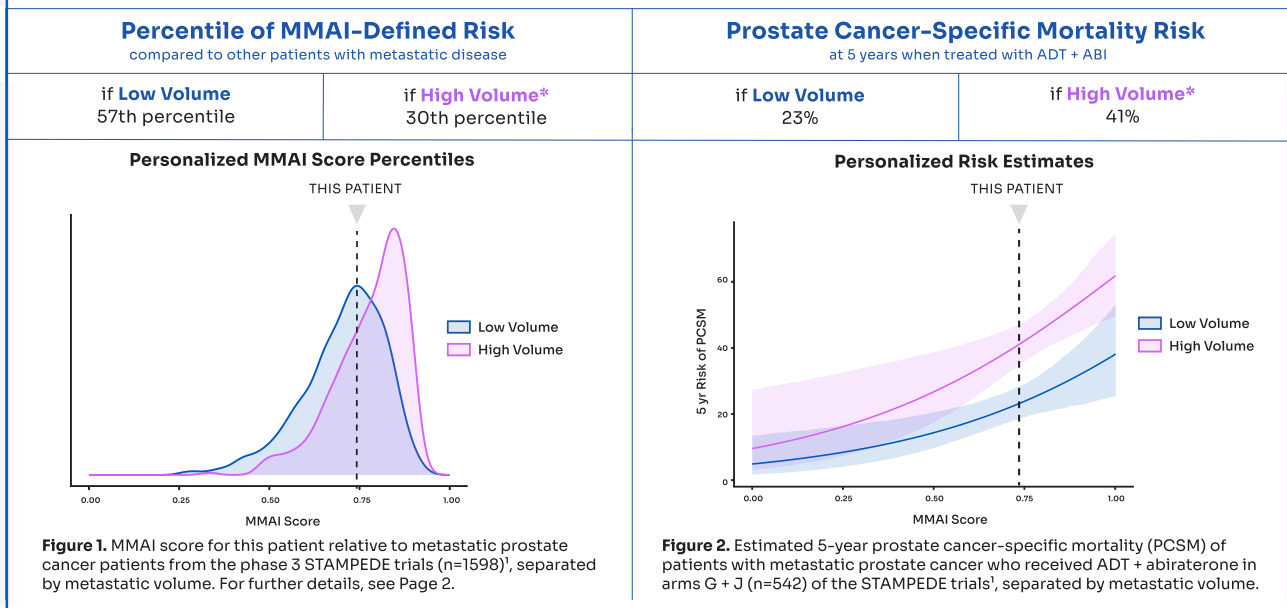 Percentile of MMAI-Defined Risk
compared to other patients with metastatic disease
if Low Volume
57th percentile
if High Volume*
30th percentile
Personalized MMAI Score Percentiles
THIS PATIENT
Low Volume
High Volume
0.00 0.25 0.50 0.75 1.00
MMAI Score
Figure 1. MMAI score for this patient relative to metastatic prostate
cancer patients from the phase 3 STAMPEDE trials (n=1598)¹, separated
by metastatic volume. For further details, see Page 2.
Prostate Cancer-Specific Mortality Risk
at 5 years when treated with ADT + ABI
if Low Volume
23%
if High Volume*
41%
Personalized Risk Estimates
THIS PATIENT
5 yr Risk of PCSM
60
40
20
0
Low Volume
High Volume
0.00 0.25 0.50 0.75 1.00
MMAI Score
Figure 2. Estimated 5-year prostate cancer-specific mortality (PCSM) of
patients with metastatic prostate cancer who received ADT + abiraterone in
arms G + J (n=542) of the STAMPEDE trials¹, separated by metastatic volume.